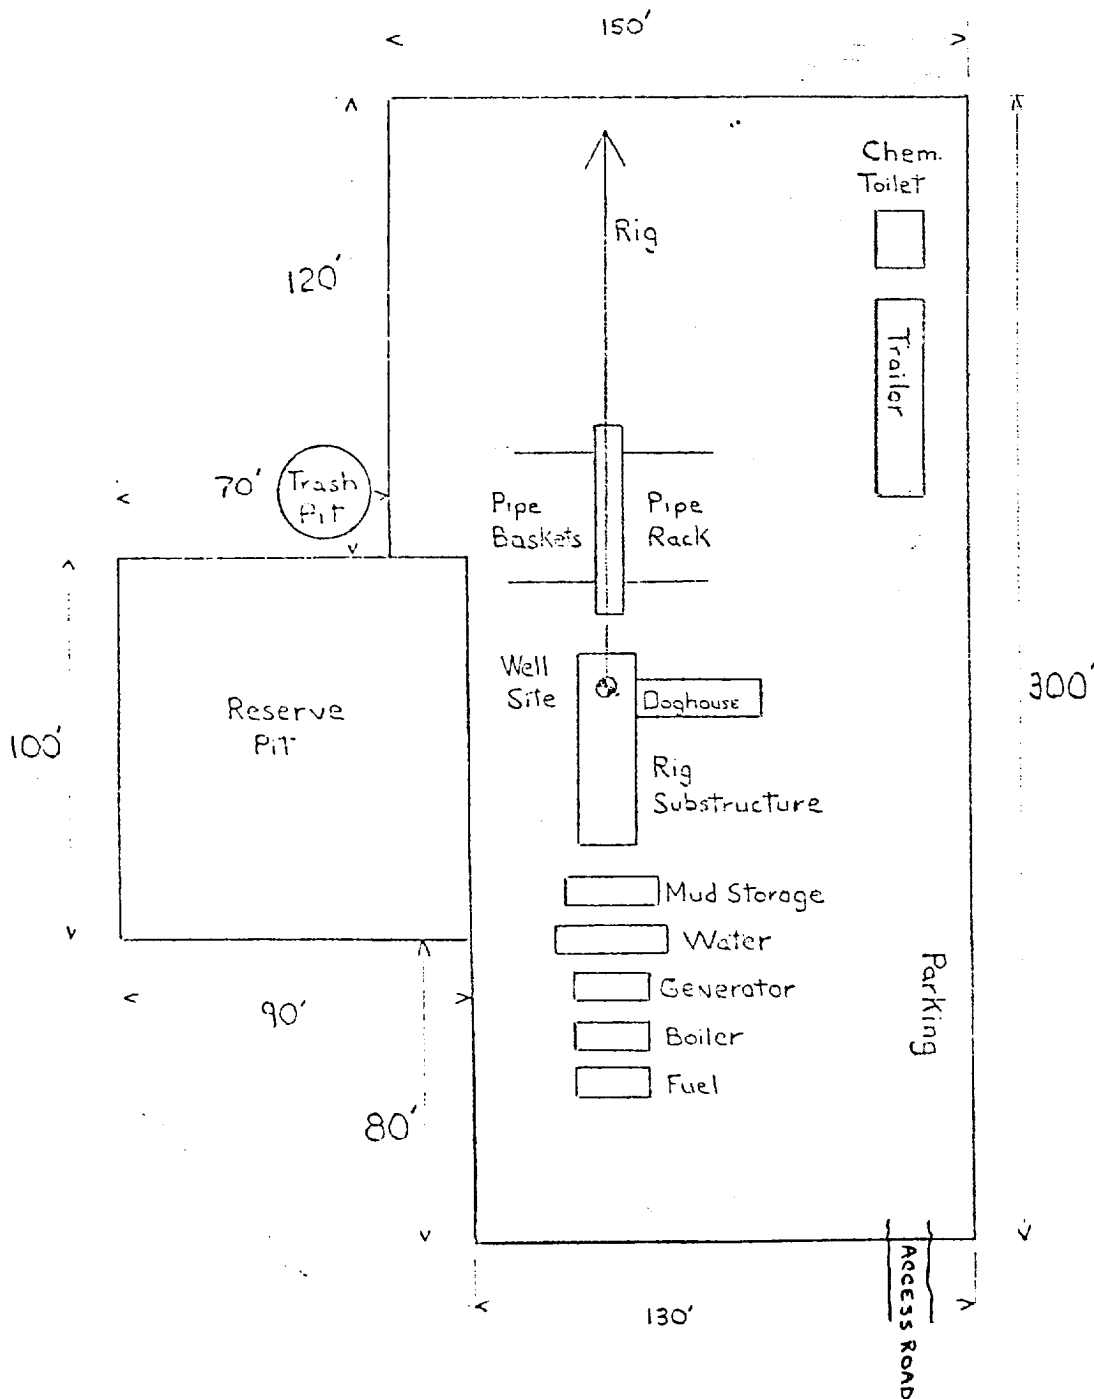 150'
Chem.
Toilet
Rig
120'
Trailor
70'
Trash
Pit
Pipe
Baskets
Pipe
Rack
Well
Site
Doghouse
300'
Reserve
Pit
100'
Rig
Substructure
Mud Storage
Water
Generator
Parking
90'
Boiler
Fuel
80'
ACCESS ROAD
130'